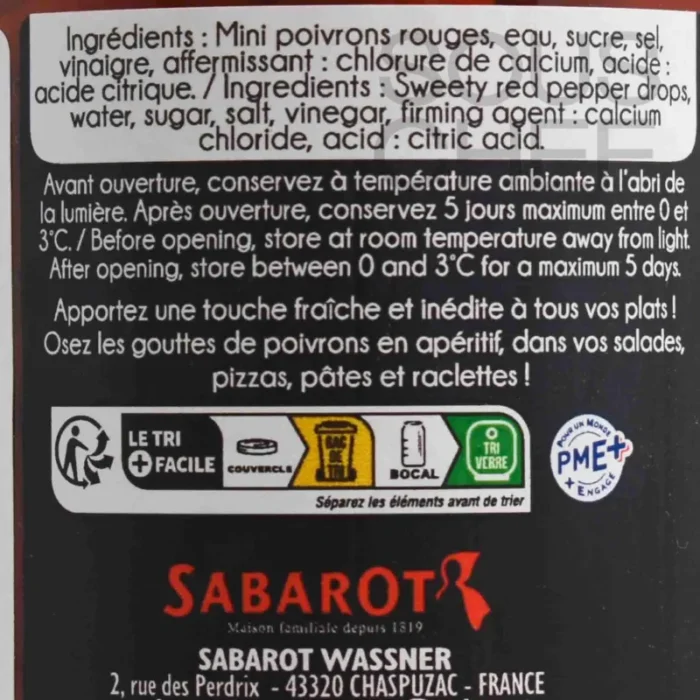 Ingrédients : Mini poivrons rouges, eau, sucre, sel,
vinaigre, affermissant : chlorure de calcium, acide :
acide citrique. / Ingredients : Sweety red pepper drops,
water, sugar, salt, vinegar, firming agent : calcium
chloride, acid : citric acid.
SOUS
CHEF
Avant ouverture, conservez à température ambiante à l'abri de
la lumière. Après ouverture, conservez 5 jours maximum entre 0 et
3°C. / Before opening, store at room temperature away from light.
After opening, store between 0 and 3°C for a maximum 5 days.
Apportez une touche fraîche et inédite à tous vos plats !
Osez les gouttes de poivrons en apéritif, dans vos salades,
pizzas, pâtes et raclettes !
LE TRI
+ FACILE
COUVERCLE
BAC
DE
TRI
BOCAL
TRI
VERRE
Séparez les éléments avant de trier
POUR UN MONDE
PME+
+ ENGAGÉ
SABAROT
Maison familiale depuis 1819
SABAROT WASSNER
2, rue des Perdrix - 43320 CHASPUZAC - FRANCE